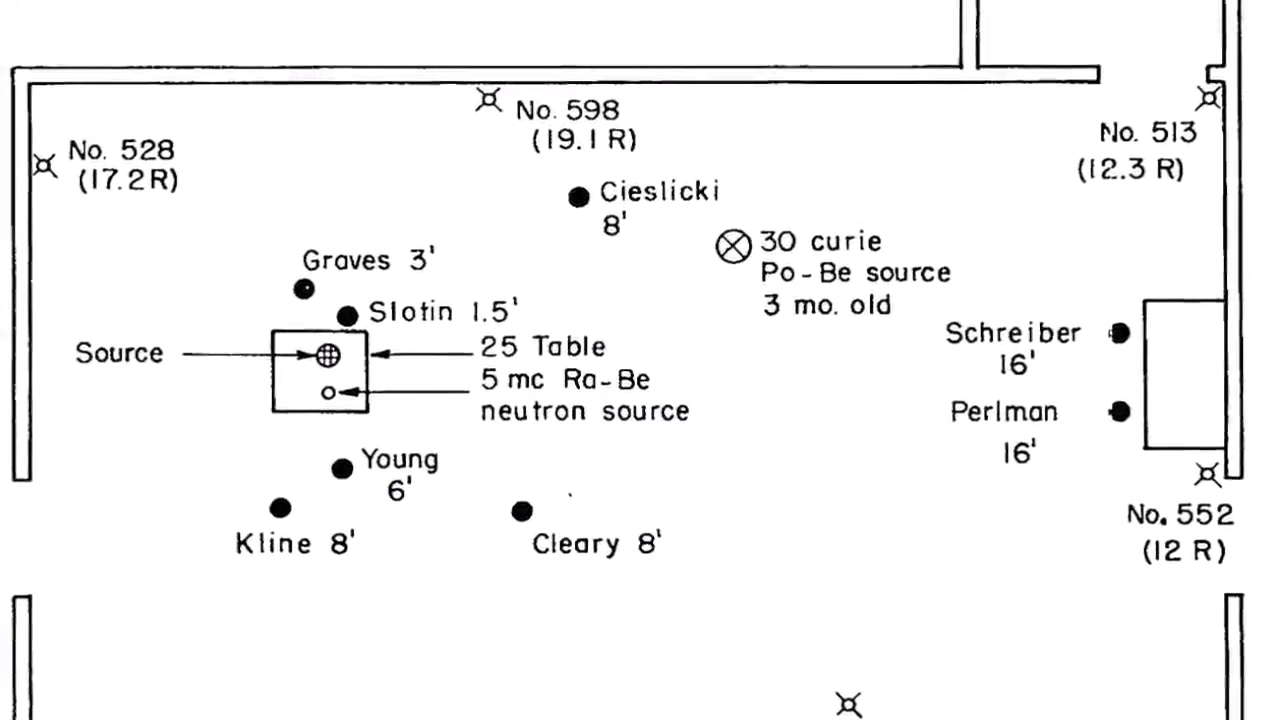 No. 598
(19.1 R)
No. 513
(12.3 R)
No. 528
(17.2 R)
Cieslicki
8'
30 curie
Po-Be source
3 mo. old
Graves 3'
Slotin 1.5'
Source
25 Table
5 mc Ra-Be
neutron source
Schreiber
16'
Perlman
16'
Young
6'
Kline 8'
Cleary 8'
No. 552
(12 R)